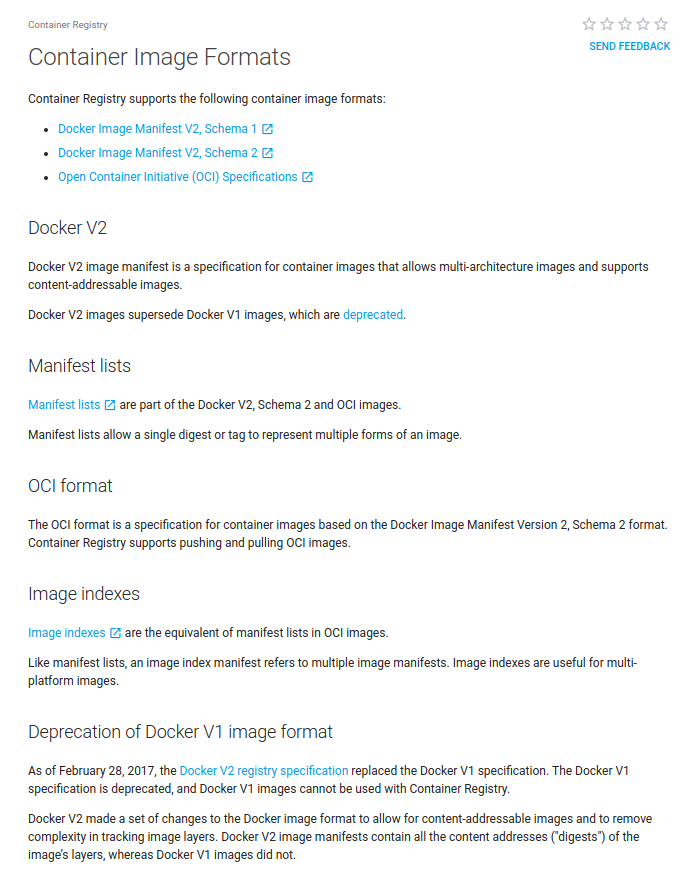 Container Registry
SEND FEEDBACK
Container Image Formats
Container Registry supports the following container image formats:
• Docker Image Manifest V2, Schema 1
• Docker Image Manifest V2, Schema 2
• Open Container Initiative (OCI) Specifications
Docker V2
Docker V2 image manifest is a specification for container images that allows multi-architecture images and supports
content-addressable images.
Docker V2 images supersede Docker V1 images, which are deprecated.
Manifest lists
Manifest lists are part of the Docker V2, Schema 2 and OCI images.
Manifest lists allow a single digest or tag to represent multiple forms of an image.
OCI format
The OCI format is a specification for container images based on the Docker Image Manifest Version 2, Schema 2 format.
Container Registry supports pushing and pulling OCI images.
Image indexes
Image indexes are the equivalent of manifest lists in OCI images.
Like manifest lists, an image index manifest refers to multiple image manifests. Image indexes are useful for multi-
platform images.
Deprecation of Docker V1 image format
As of February 28, 2017, the Docker V2 registry specification replaced the Docker V1 specification. The Docker V1
specification is deprecated, and Docker V1 images cannot be used with Container Registry.
Docker V2 made a set of changes to the Docker image format to allow for content-addressable images and to remove
complexity in tracking image layers. Docker V2 image manifests contain all the content addresses ("digests") of the
image's layers, whereas Docker V1 images did not.